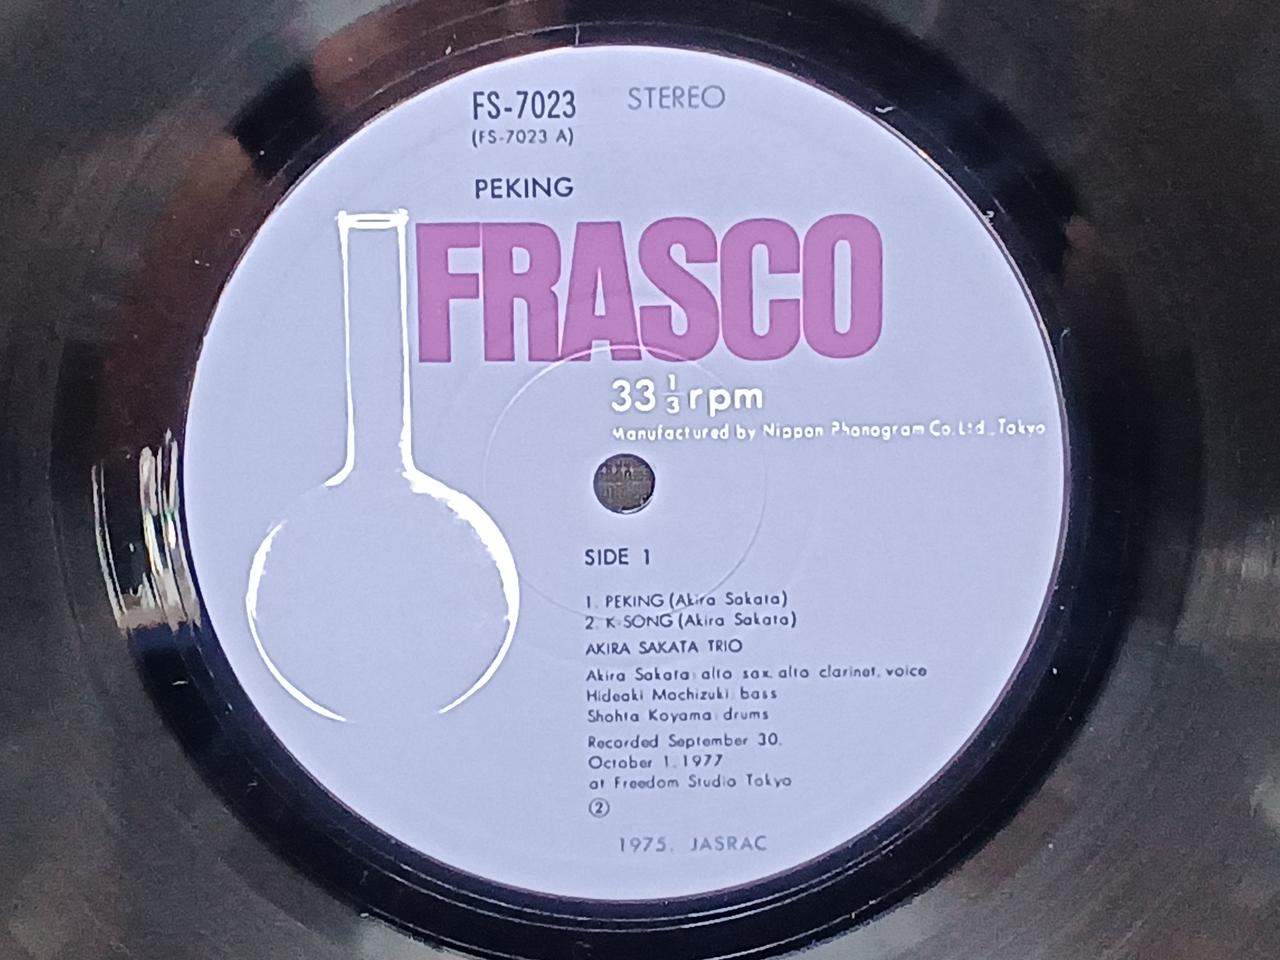 FS-7023 STEREO
(FS-7023 A)
PEKING
FRASCO
33 1/3 rpm
Manufactured by Nippon Phonogram Co. Ltd., Tokyo
SIDE 1
1. PEKING (Akira Sakata)
2. K-SONG (Akira Sakata)
AKIRA SAKATA TRIO
Akira Sakata: alto sax, alto clarinet, voice
Hideaki Mochizuki: bass
Shohta Koyama: drums
Recorded September 30,
October 1, 1977
at Freedom Studio Tokyo
②
1975, JASRAC